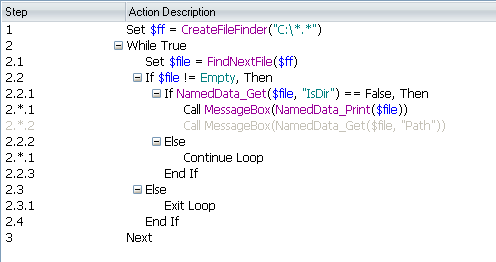 Step Action Description
1 Set $ff = CreateFileFinder("C:\*.*")
2 While True
2.1 Set $file = FindNextFile($ff)
2.2 If $file != Empty, Then
2.2.1 If NamedData_Get($file, "IsDir") == False, Then
2.*.1 Call MessageBox(NamedData_Print($file))
2.*.2 Call MessageBox(NamedData_Get($file, "Path"))
2.2.2 Else
2.*.1 Continue Loop
2.2.3 End If
2.3 Else
2.3.1 Exit Loop
2.4 End If
3 Next